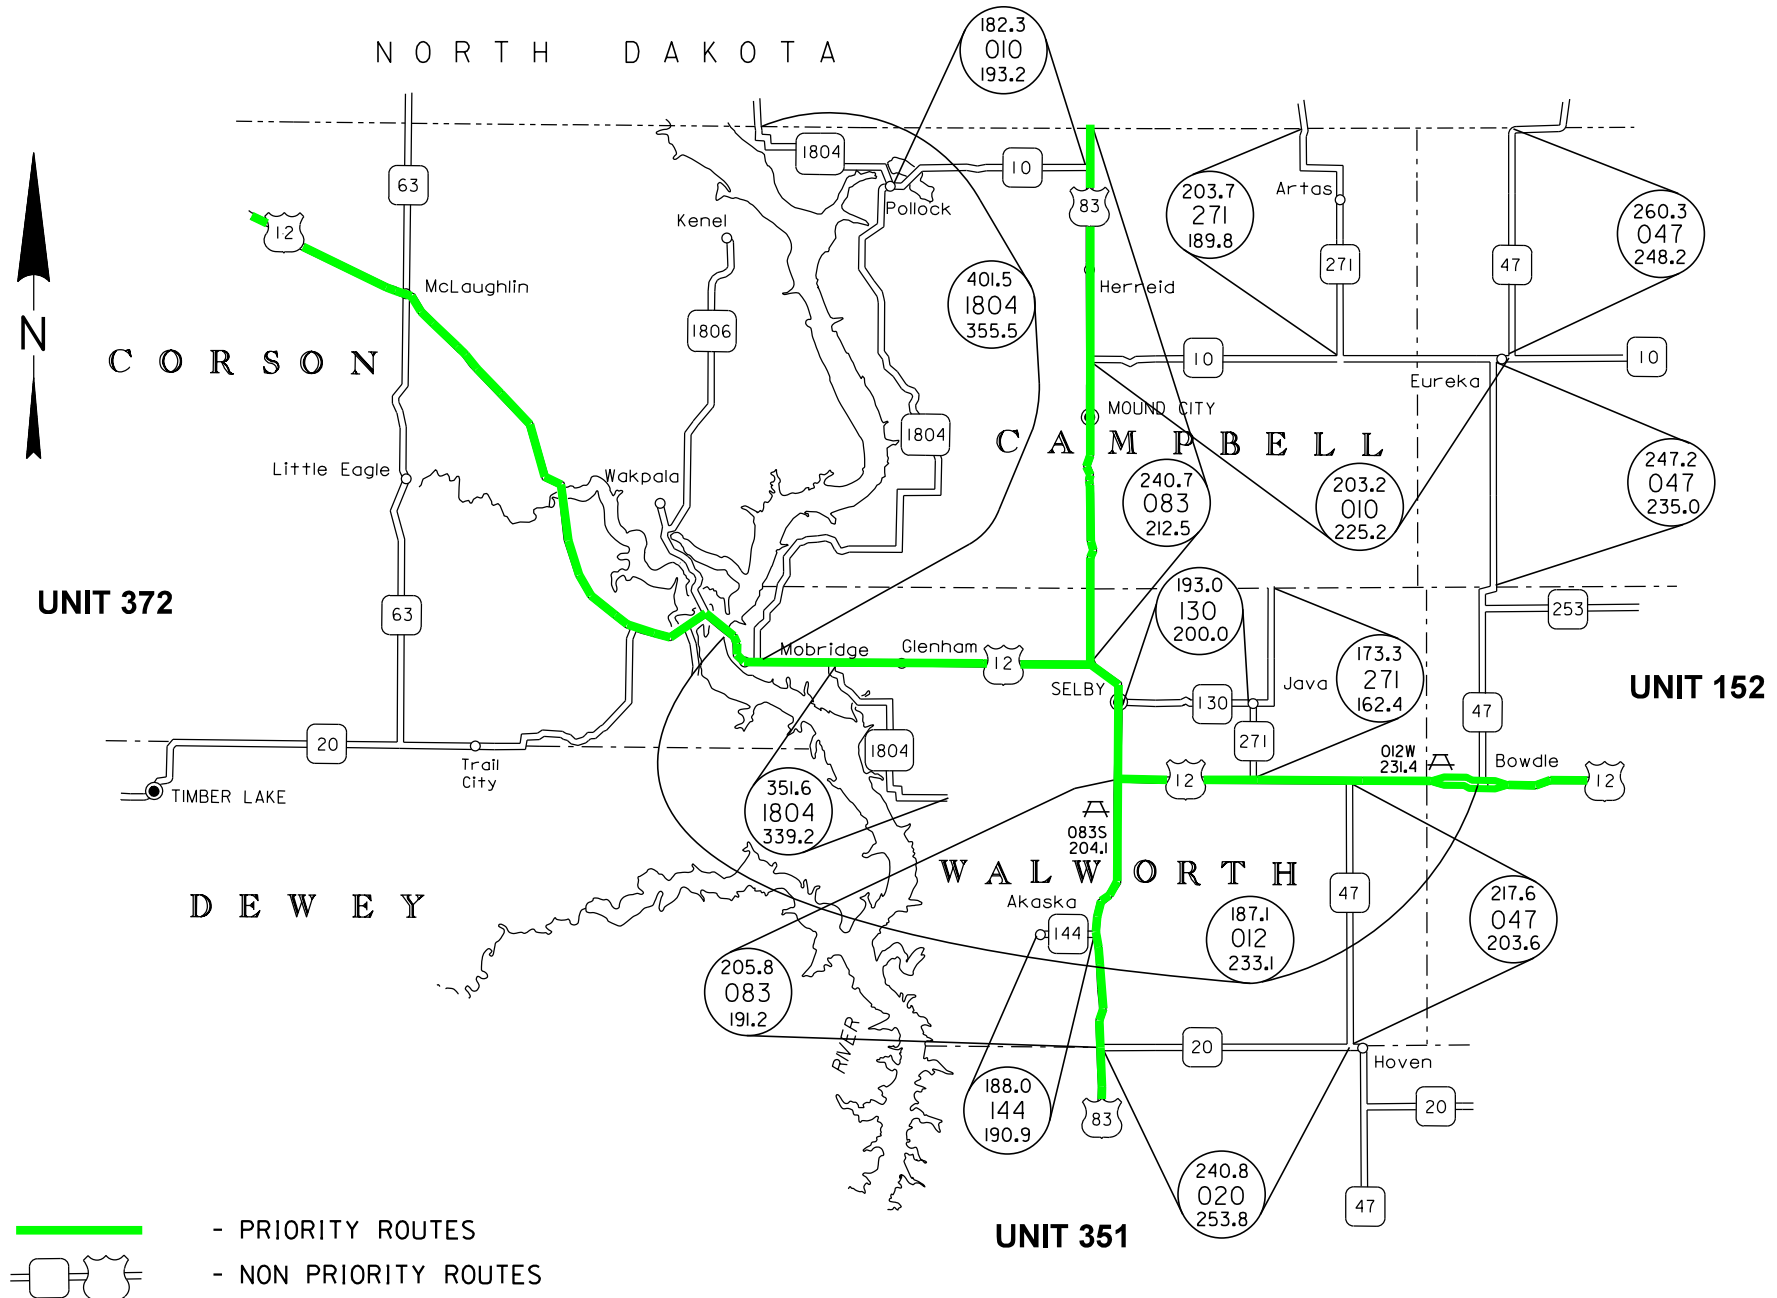 NORTH DAKOTA
182.3
010
193.2
1804
10
63
Pollock
83
Artas
203.7
271
189.8
260.3
047
248.2
Kenel
12
McLaughlin
1806
401.5
1804
355.5
Herreid
271
47
N
CORSON
10
10
Eureka
MOUND CITY
CAMPBELL
1804
Little Eagle
Wakpala
240.7
083
212.5
203.2
010
225.2
247.2
047
235.0
UNIT 372
63
193.0
130
200.0
253
Mobridge
Glenham
12
SELBY
130
Java
173.3
271
162.4
UNIT 152
47
20
Trail
City
1804
271
012W
231.4
Bowdle
TIMBER LAKE
12
12
351.6
1804
339.2
083S
204.1
WALWORTH
DEWEY
Akaska
144
47
187.1
012
233.1
217.6
047
203.6
205.8
083
191.2
RIVER
20
Hoven
188.0
144
190.9
83
20
240.8
020
253.8
47
UNIT 351
- PRIORITY ROUTES
- NON PRIORITY ROUTES